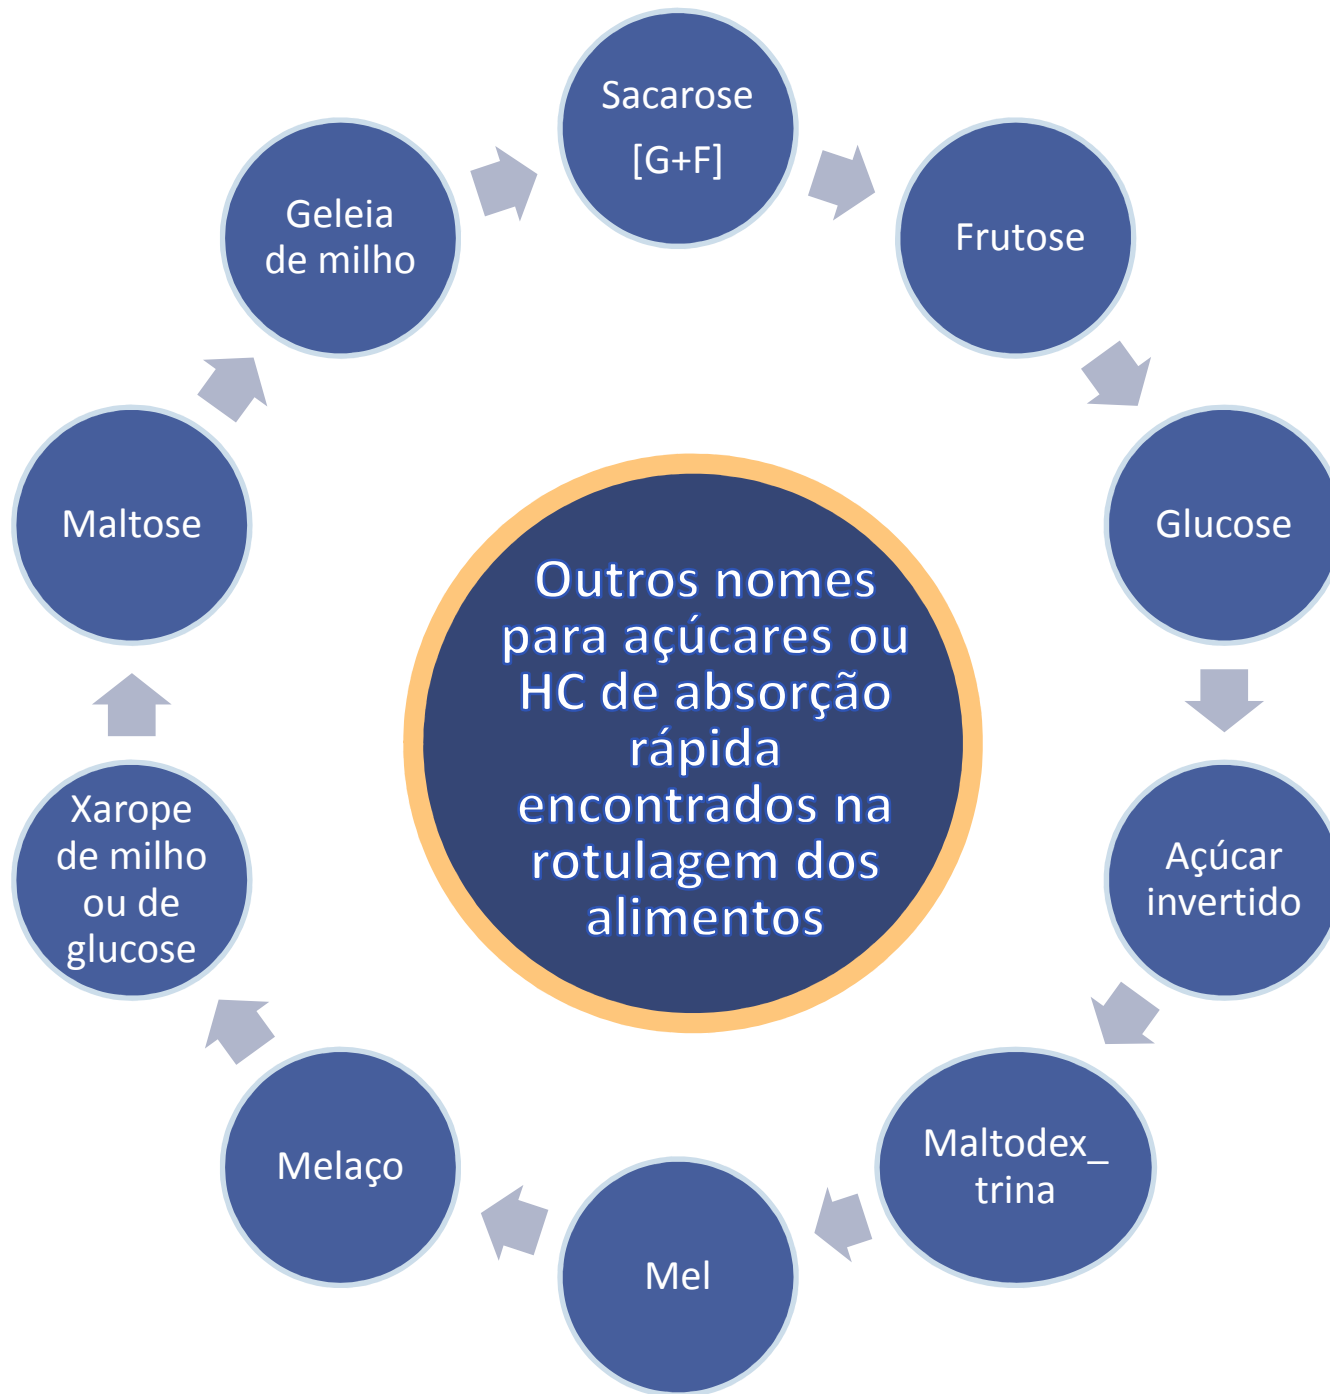 Sacarose
[G+F]
Frutose
Glucose
Açúcar
invertido
Maltodex_
trina
Mel
Melaço
Xarope
de milho
ou de
glucose
Maltose
Geleia
de milho
Outros nomes
para açúcares ou
HC de absorção
rápida
encontrados na
rotulagem dos
alimentos